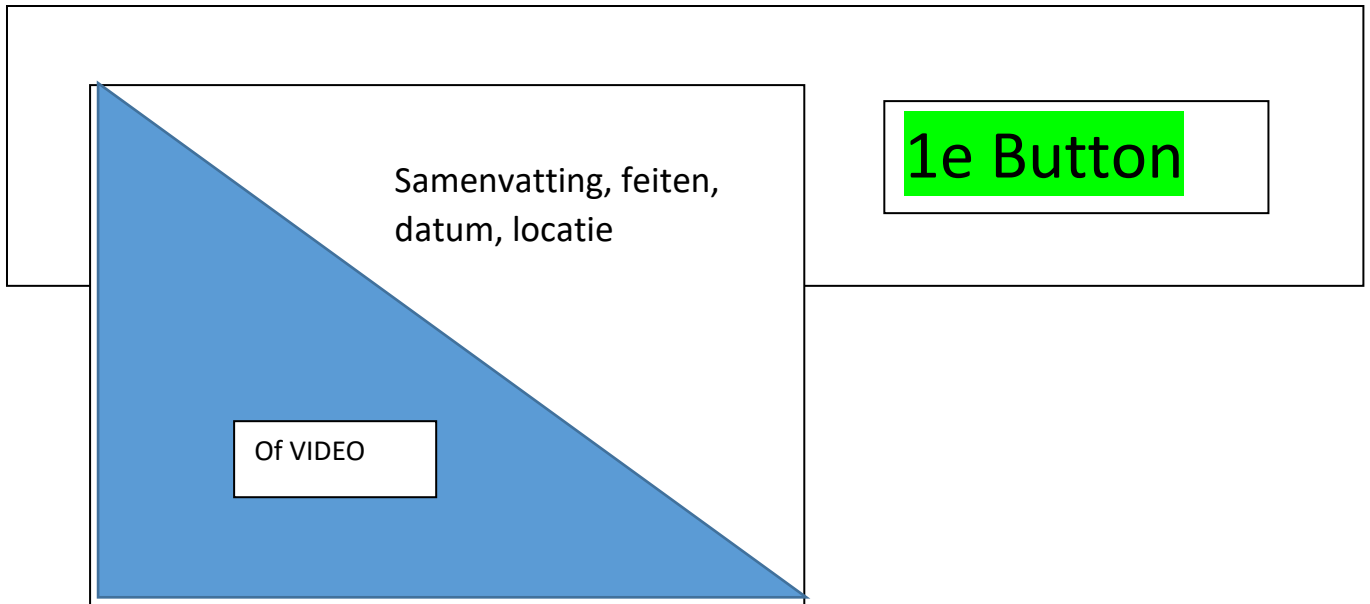 1e Button
Samenvatting, feiten,
datum, locatie
Of VIDEO